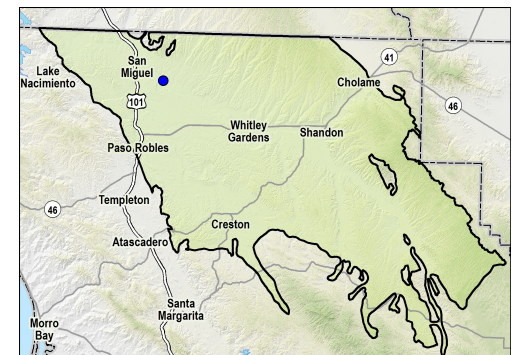 San
Miguel
41
Lake
Nacimiento
Cholame
101
46
Whitley
Gardens
Shandon
Paso Robles
Templeton
46
Creston
Atascadero
Santa
Margarita
Morro
Bay